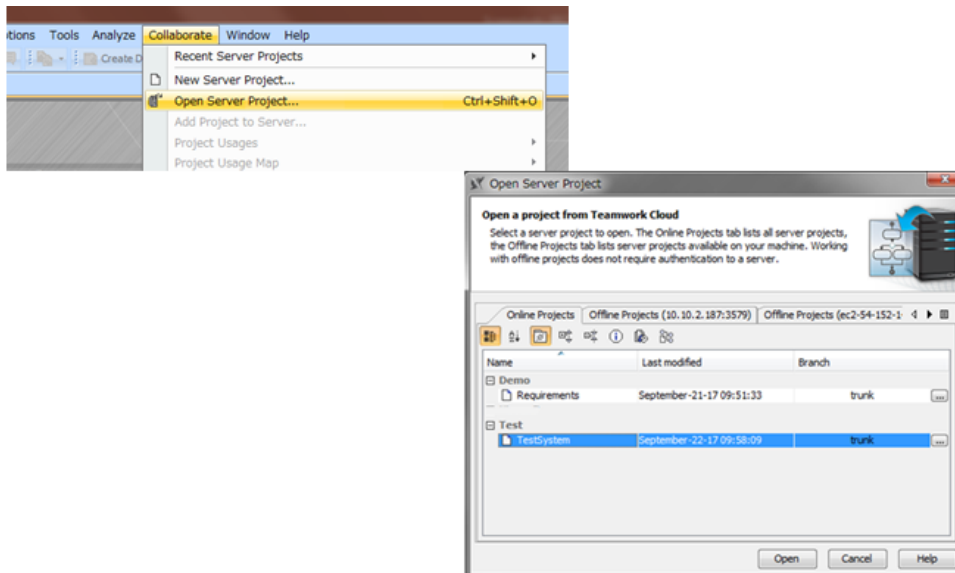 Tools Analyze Collaborate Window Help
Create D
Recent Server Projects
New Server Project...
Open Server Project... Ctrl+Shift+O
Add Project to Server...
Project Usages
Project Usage Map
Open Server Project
Open a project from Teamwork Cloud
Select a server project to open. The Online Projects tab lists all server projects,
the Offline Projects tab lists server projects available on your machine. Working
with offline projects does not require authentication to a server.
Online Projects Offline Projects (10.10.2.187:3579) Offline Projects (ec2-54-152-1
Name Last modified Branch
Demo
Requirements September-21-17 09:51:33 trunk ...
Test
TestSystem September-22-17 09:58:09 trunk ...
Open Cancel Help